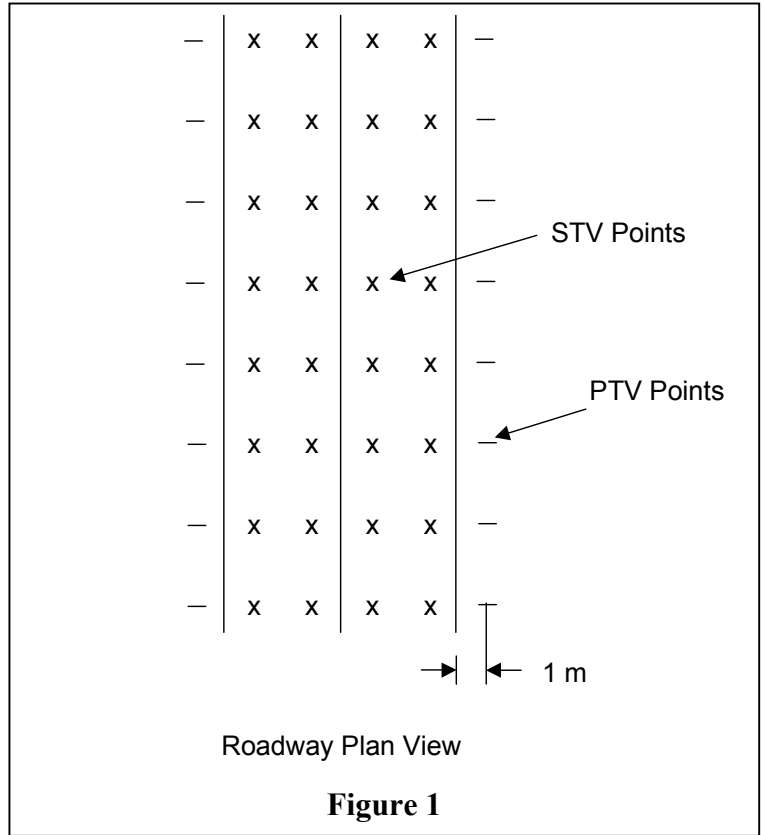 — x x x x —
— x x x x —
— x x x x —
STV Points
— x x x x —
— x x x x —
PTV Points
— x x x x —
— x x x x —
— x x x x —
1 m
Roadway Plan View
Figure 1